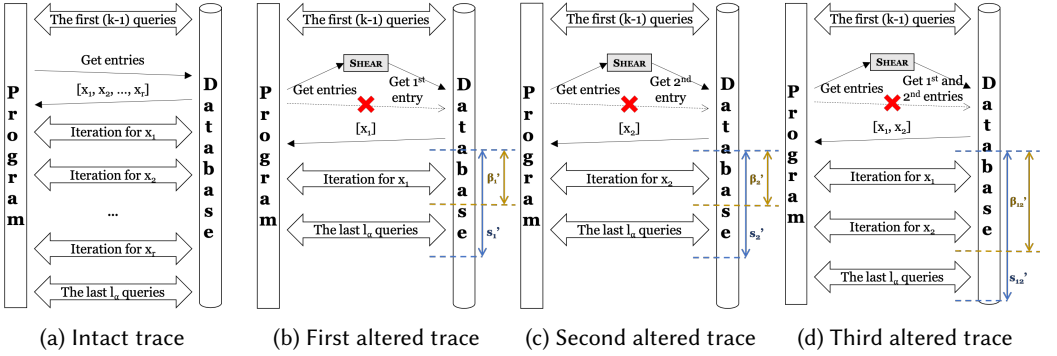 The first (k-1) queries
Get entries
[x₁, x₂, ..., xᵣ]
Iteration for x₁
Iteration for x₂
...
Iteration for xᵣ
The last lα queries
Program
Database
(a) Intact trace
The first (k-1) queries
SHEAR
Get entries
Get 1ˢᵗ
entry
[x₁]
Iteration for x₁
The last lα queries
β₁'
s₁'
Program
Database
(b) First altered trace
The first (k-1) queries
SHEAR
Get entries
Get 2ⁿᵈ
entry
[x₂]
Iteration for x₂
The last lα queries
β₂'
s₂'
Program
Database
(c) Second altered trace
The first (k-1) queries
SHEAR
Get entries
Get 1ˢᵗ and
2ⁿᵈ entries
[x₁, x₂]
Iteration for x₁
Iteration for x₂
The last lα queries
β₁₂'
s₁₂'
Program
Database
(d) Third altered trace